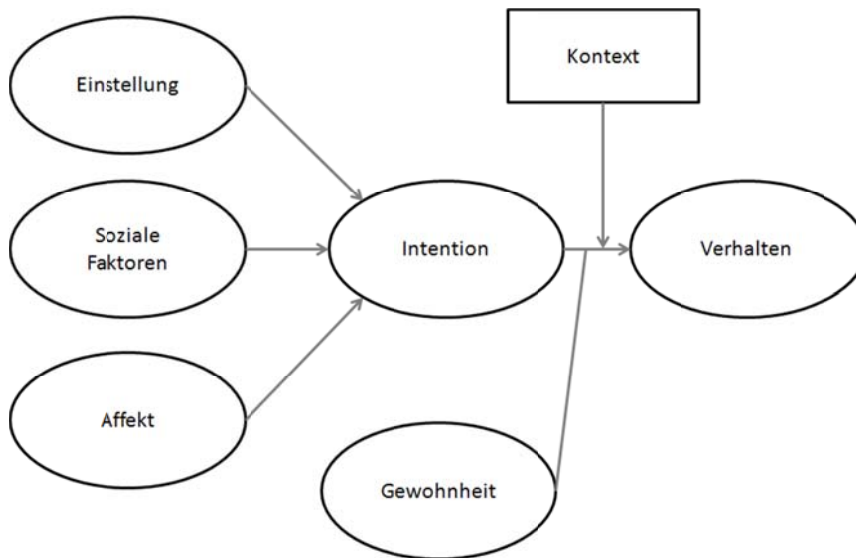 Einstellung
Kontext
Soziale
Faktoren
Intention
Verhalten
Affekt
Gewohnheit